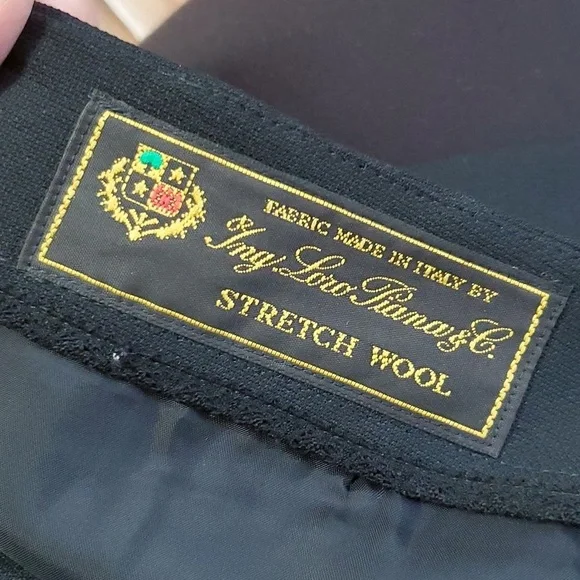 FABRIC MADE IN ITALY BY
Ing. Loro Piana & C.
STRETCH WOOL